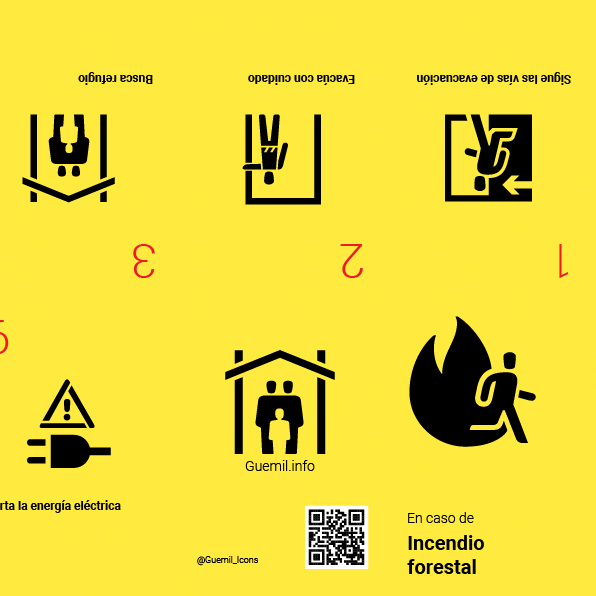 Sigue las vías de evacuación
Evacúa con cuidado
Busca refugio
1
2
3
Guemil.info
rta la energía eléctrica
@Guemil_Icons
En caso de
Incendio
forestal